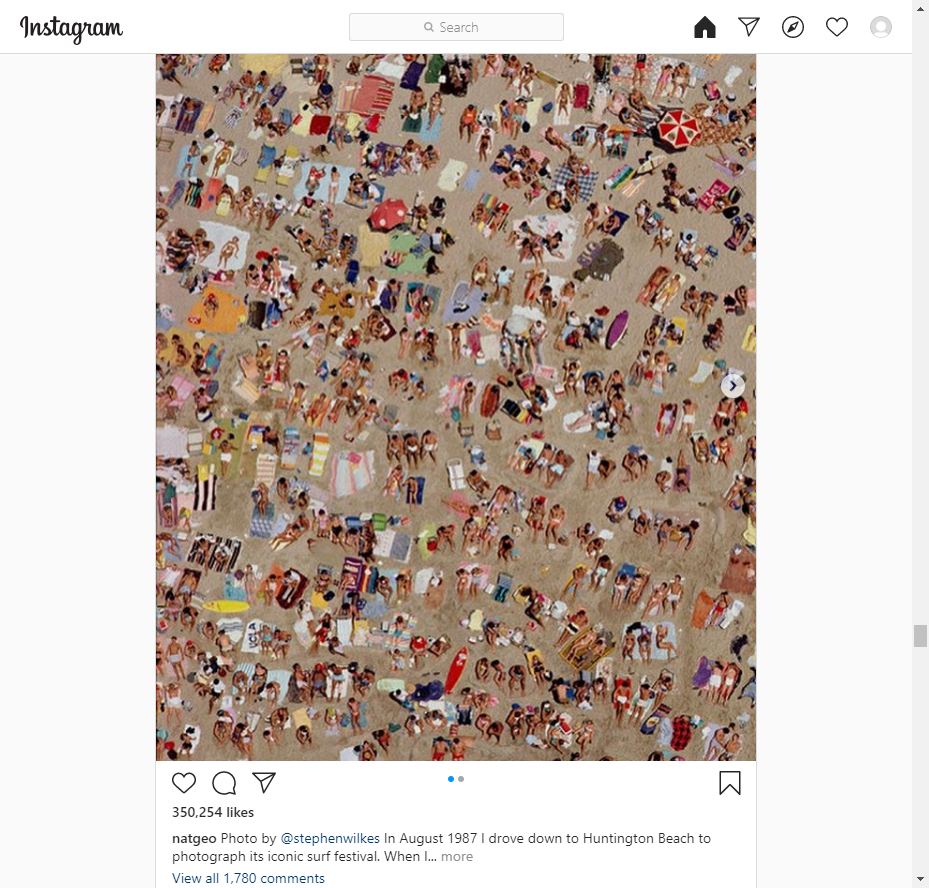 Instagram
Search
UCLA
350,254 likes
natgeo Photo by @stephenwilkes In August 1987 I drove down to Huntington Beach to
photograph its iconic surf festival. When I... more
View all 1,780 comments